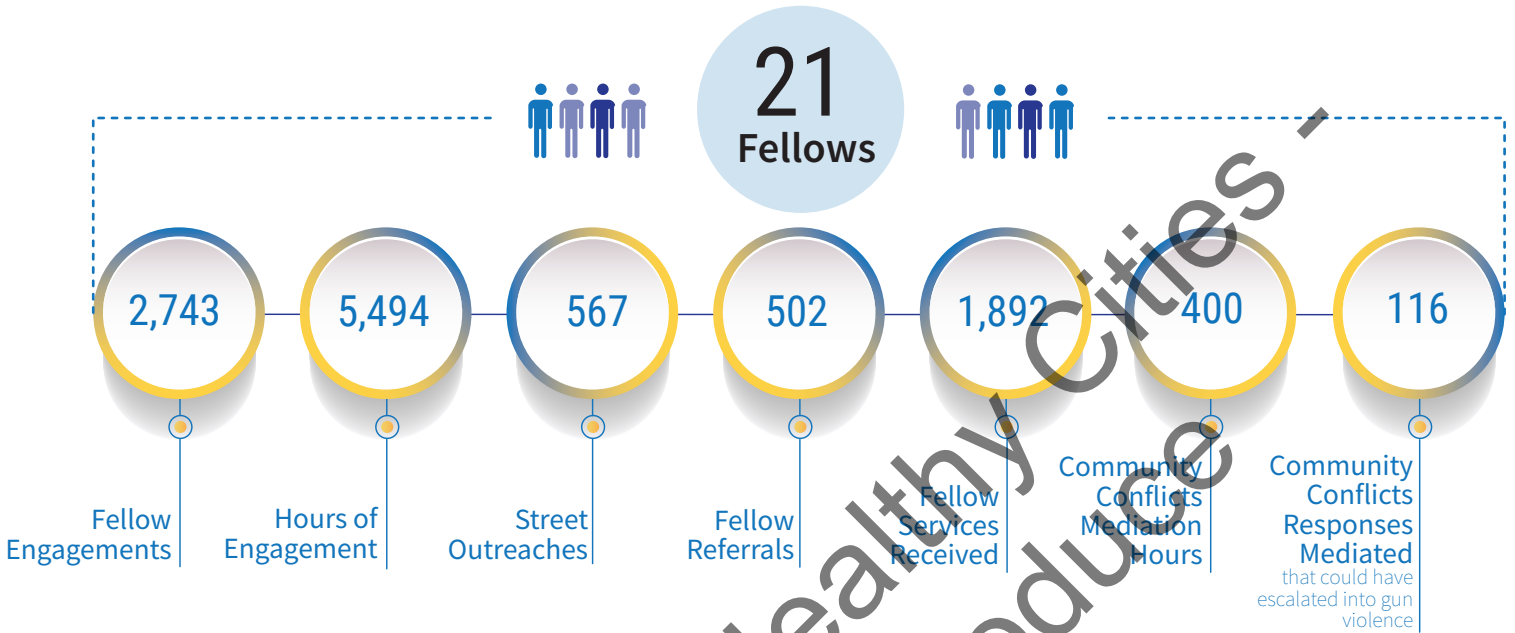 21
Fellows
2,743
5,494
567
502
1,892
400
116
Fellow
Engagements
Hours of
Engagement
Street
Outreaches
Fellow
Referrals
Fellow
Services
Received
Community
Conflicts
Mediation
Hours
Community
Conflicts
Responses
Mediated
that could have
escalated into gun
violence
Healthy Cities -